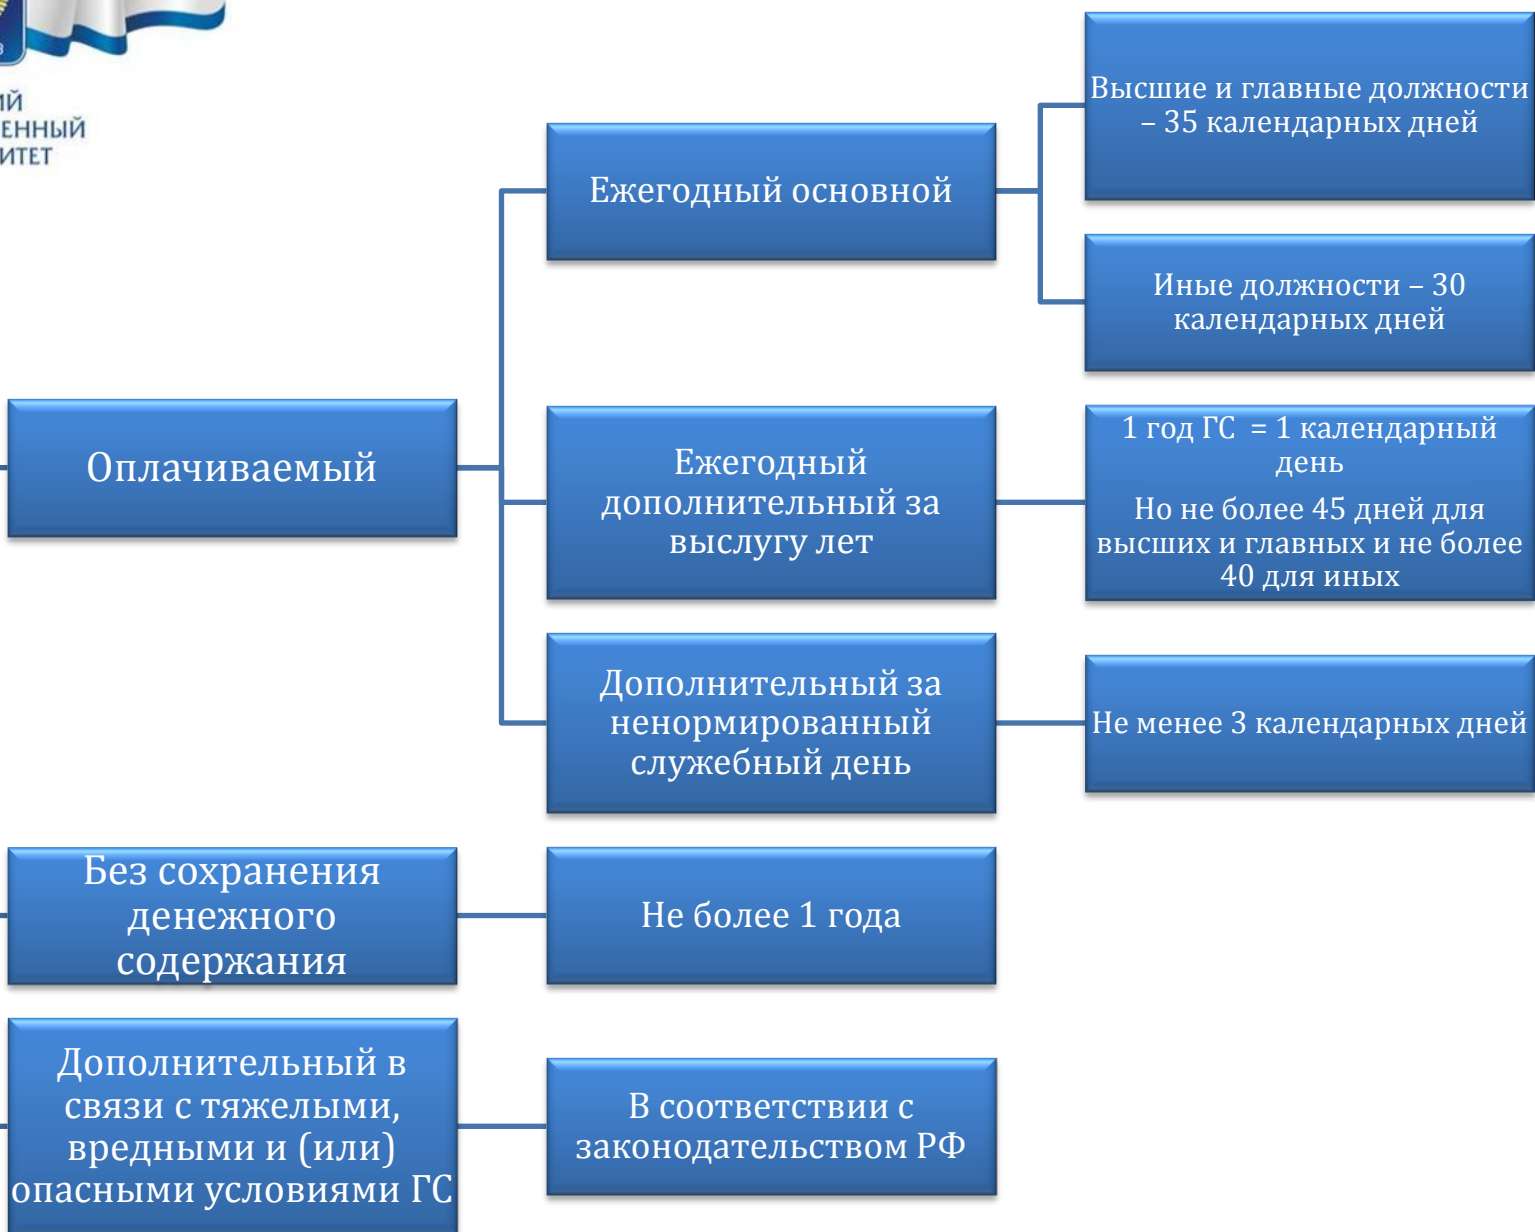 Высшие и главные должности
– 35 календарных дней
Ежегодный основной
Иные должности – 30
календарных дней
Оплачиваемый
Ежегодный
дополнительный за
выслугу лет
1 год ГС = 1 календарный
день
Но не более 45 дней для
высших и главных и не более
40 для иных
Дополнительный за
ненормированный
служебный день
Не менее 3 календарных дней
Без сохранения
денежного
содержания
Не более 1 года
Дополнительный в
связи с тяжелыми,
вредными и (или)
опасными условиями ГС
В соответствии с
законодательством РФ